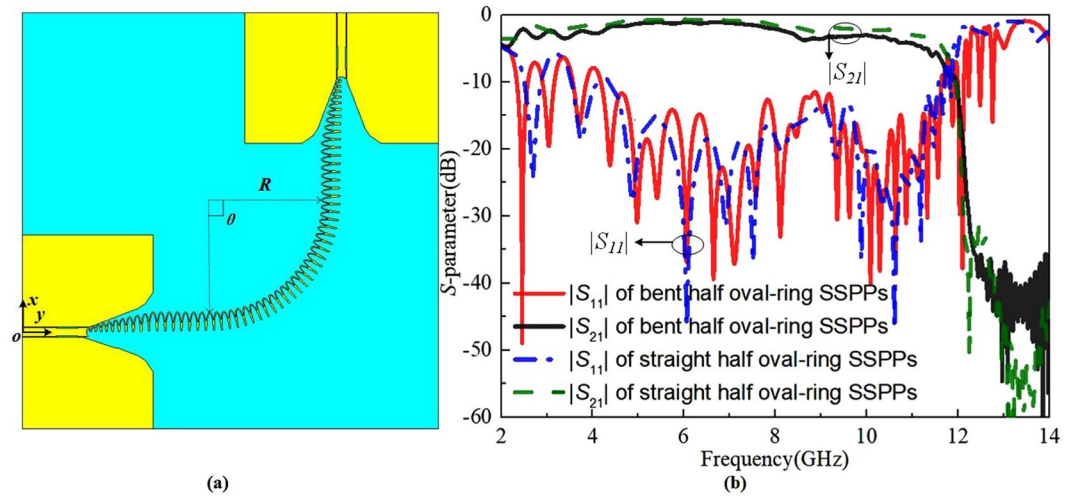 R
θ
x
y
o
(a)
0
-10
-20
-30
-40
-50
-60
S-parameter(dB)
|S21|
|S11|
|S11| of bent half oval-ring SSPPs
|S21| of bent half oval-ring SSPPs
|S11| of straight half oval-ring SSPPs
|S21| of straight half oval-ring SSPPs
2 4 6 8 10 12 14
Frequency(GHz)
(b)